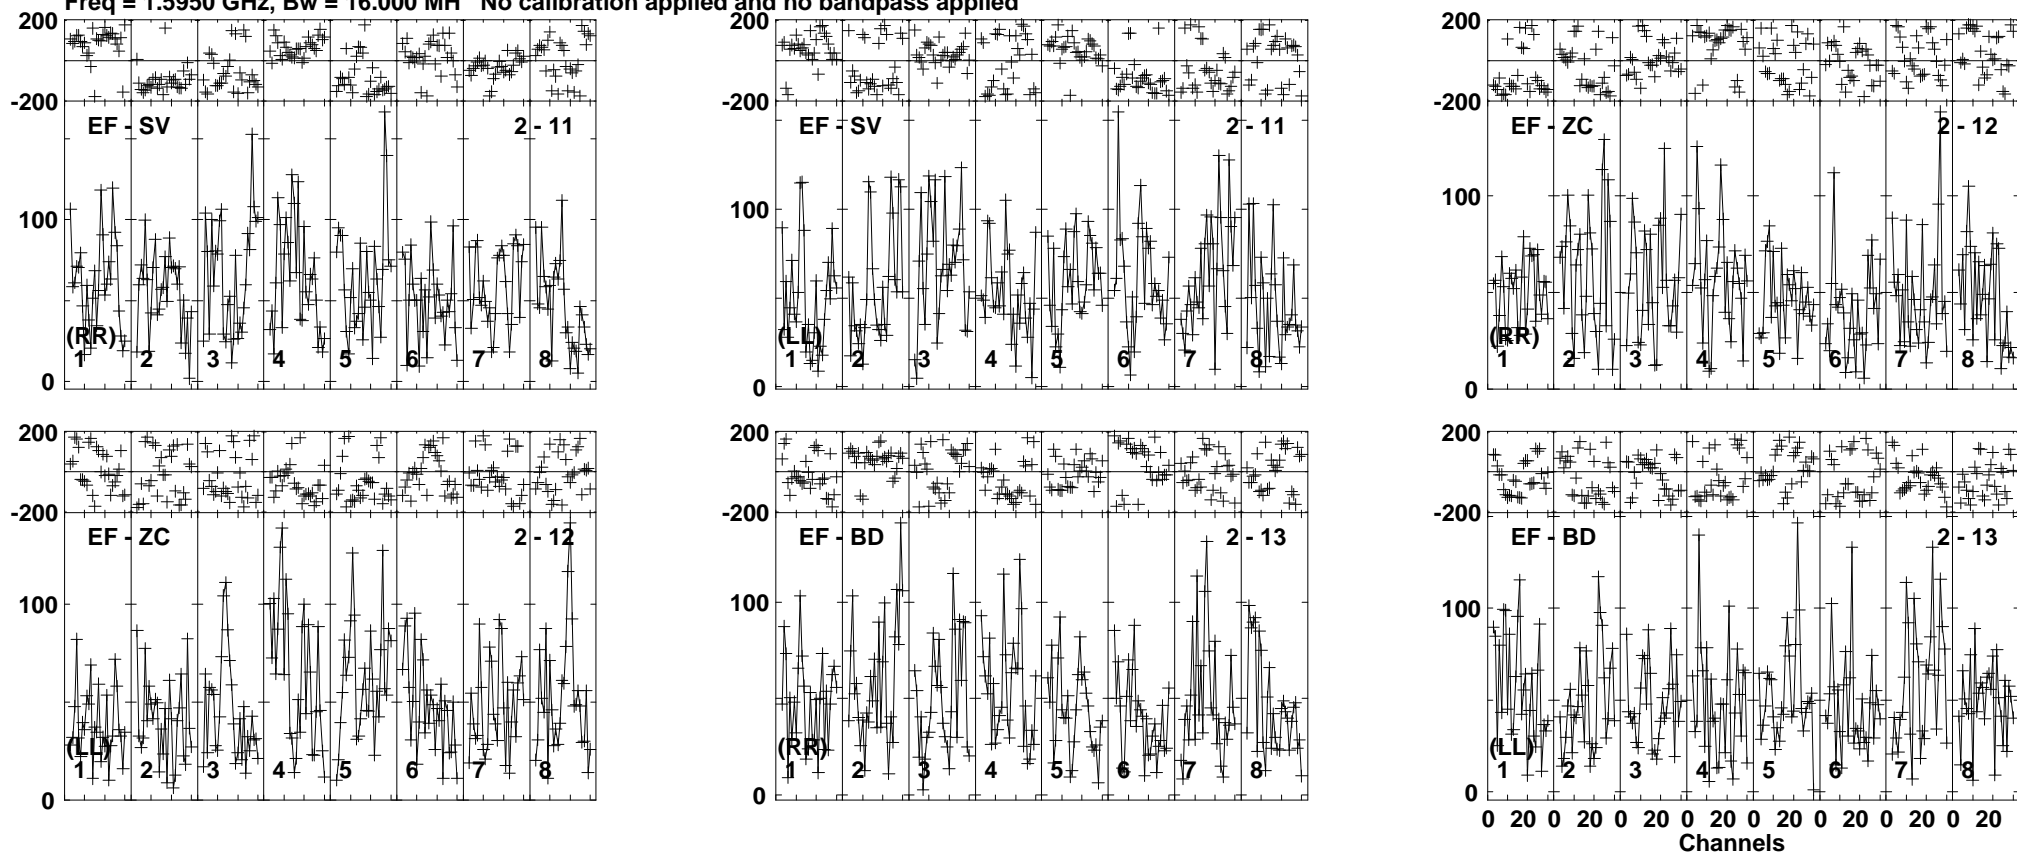 Freq = 1.5950 GHz, Bw = 16.000 MH No calibration applied and no bandpass applied
200
-200
EF - SV 2 - 11
100
(RR)
1 2 3 4 5 6 7 8
0
200
-200
EF - SV 2 - 11
100
(LL)
1 2 3 4 5 6 7 8
0
200
-200
EF - ZC 2 - 12
100
(RR)
1 2 3 4 5 6 7 8
0
200
-200
EF - ZC 2 - 12
100
(LL)
1 2 3 4 5 6 7 8
0
200
-200
EF - BD 2 - 13
100
(RR)
1 2 3 4 5 6 7 8
0
200
-200
EF - BD 2 - 13
100
(LL)
1 2 3 4 5 6 7 8
0
0 20 0 20 0 20 0 20 0 20 0 20 0 20 0 20
Channels